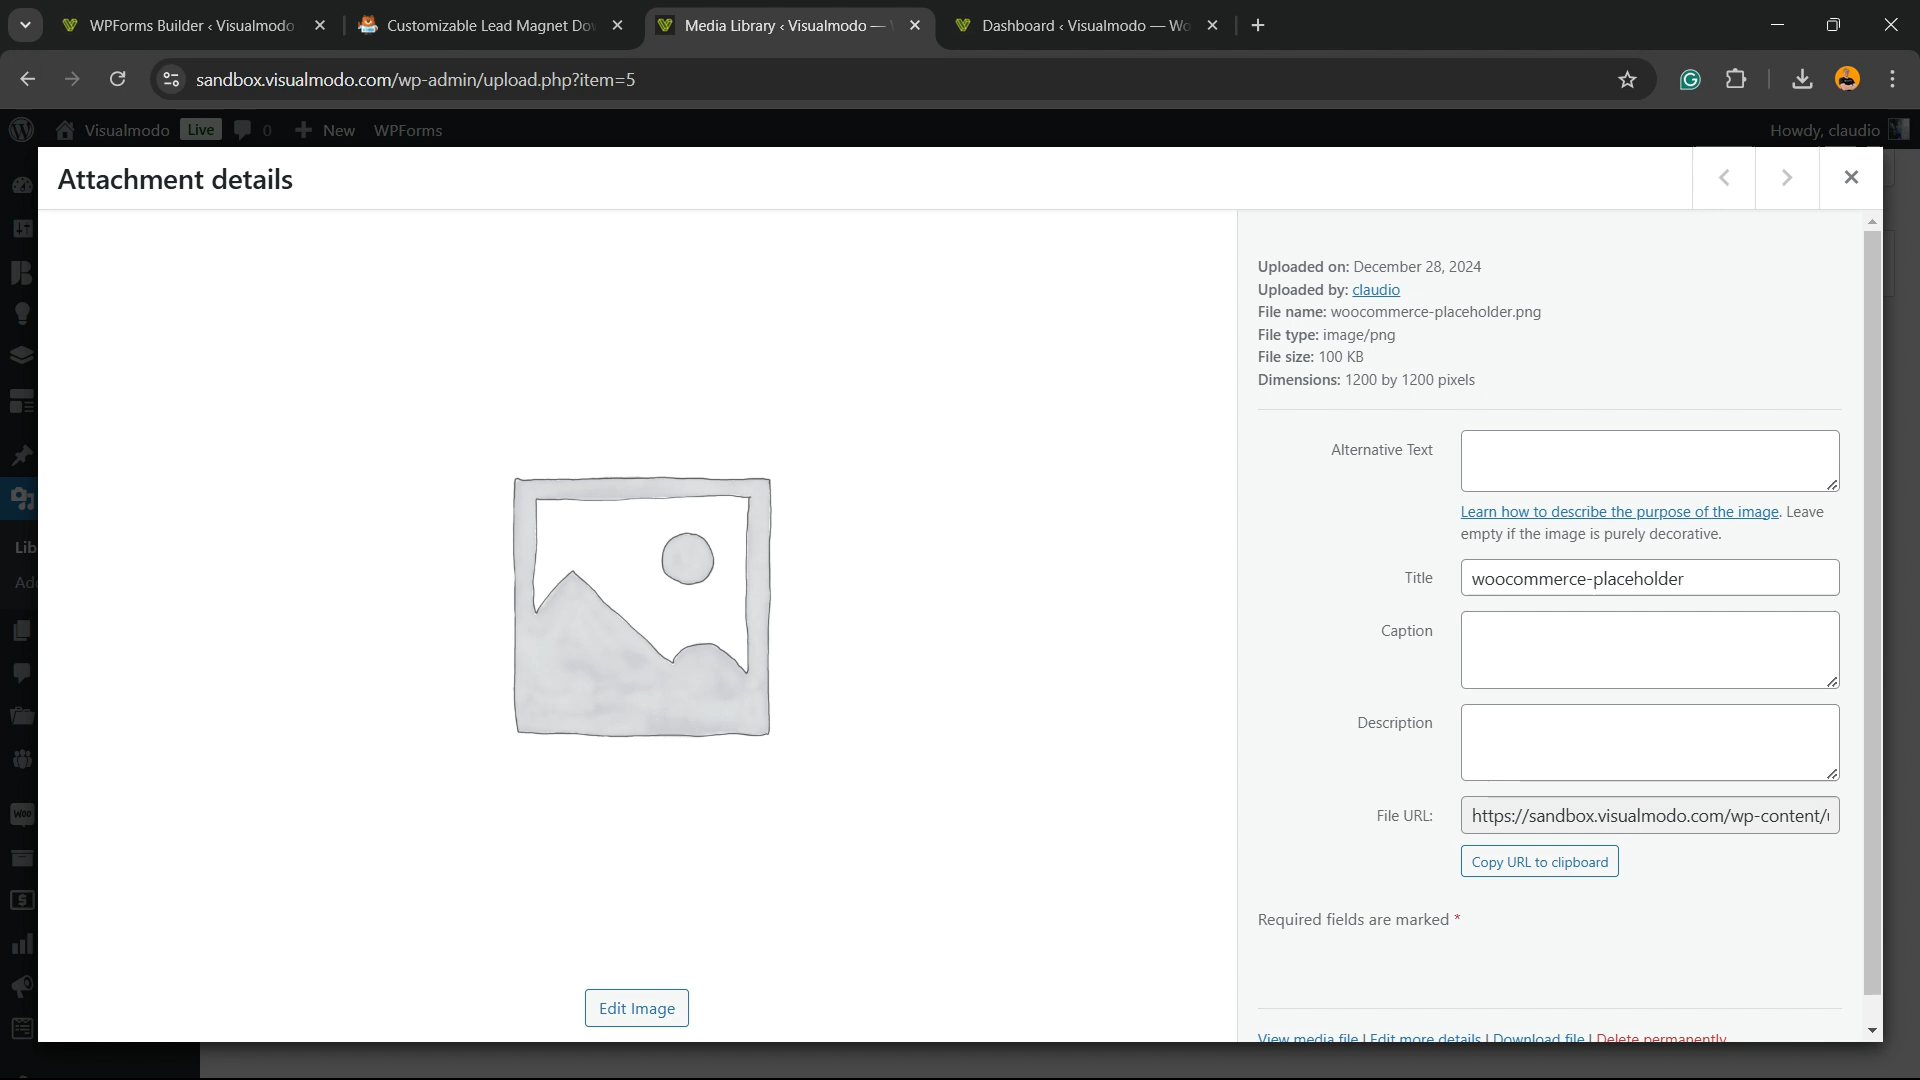 WPForms Builder ‹ Visualmodo
Customizable Lead Magnet Dov
Media Library ‹ Visualmodo —
Dashboard ‹ Visualmodo — Wo
sandbox.visualmodo.com/wp-admin/upload.php?item=5
Visualmodo Live 0 New WPForms
Howdy, claudio
Attachment details
Uploaded on: December 28, 2024
Uploaded by: claudio
File name: woocommerce-placeholder.png
File type: image/png
File size: 100 KB
Dimensions: 1200 by 1200 pixels
Alternative Text
Learn how to describe the purpose of the image. Leave
empty if the image is purely decorative.
Title woocommerce-placeholder
Caption
Description
File URL: https://sandbox.visualmodo.com/wp-content/
Copy URL to clipboard
Required fields are marked *
Edit Image
View media file | Edit more details | Download file | Delete permanently
Lib
Ad
Woo